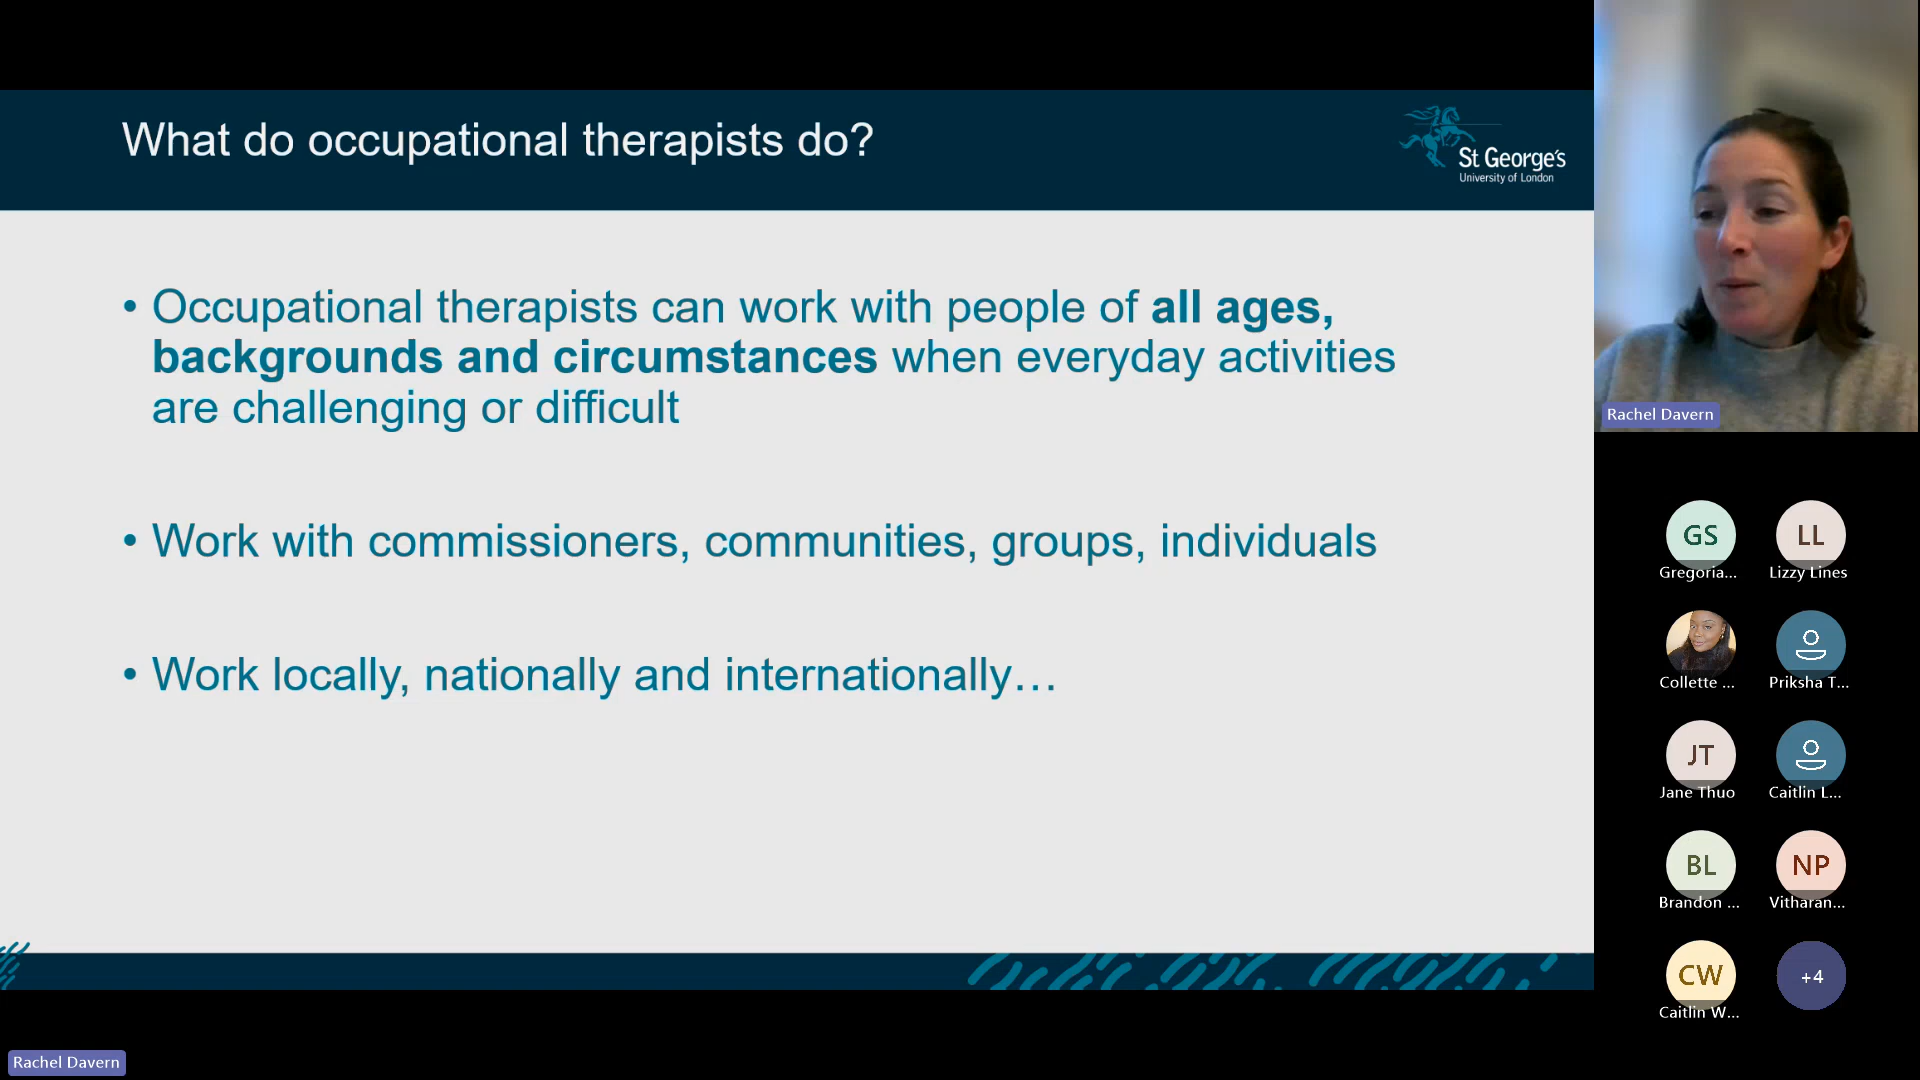 What do occupational therapists do?
St George's
University of London
• Occupational therapists can work with people of all ages,
backgrounds and circumstances when everyday activities
are challenging or difficult
• Work with commissioners, communities, groups, individuals
• Work locally, nationally and internationally…
Rachel Davern
GS
LL
Gregoria...
Lizzy Lines
Collette ...
Priksha T...
JT
Jane Thuo
Caitlin L...
BL
NP
Brandon ...
Vitharan...
CW
+4
Caitlin W...
Rachel Davern